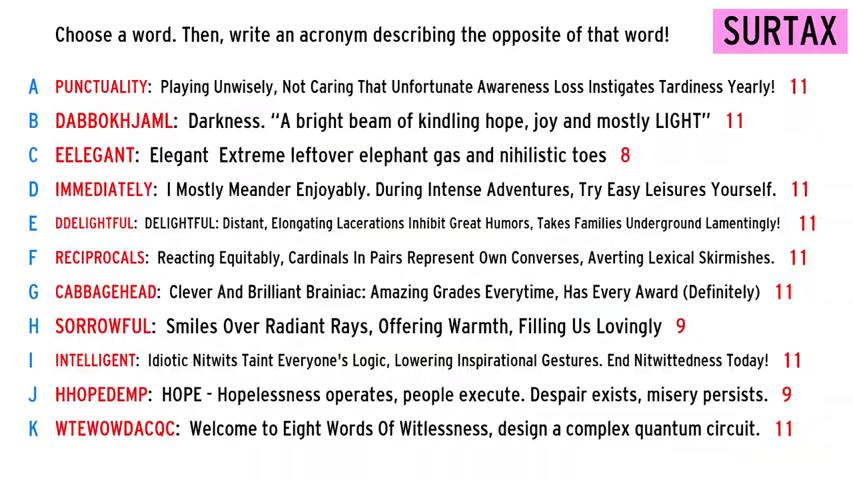 Choose a word. Then, write an acronym describing the opposite of that word!
SURTAX
A PUNCTUALITY: Playing Unwisely, Not Caring That Unfortunate Awareness Loss Instigates Tardiness Yearly! 11
B DABBOKHJAML: Darkness. “A bright beam of kindling hope, joy and mostly LIGHT” 11
C EELEGANT: Elegant Extreme leftover elephant gas and nihilistic toes 8
D IMMEDIATELY: I Mostly Meander Enjoyably. During Intense Adventures, Try Easy Leisures Yourself. 11
E DDELIGHTFUL: DELIGHTFUL: Distant, Elongating Lacerations Inhibit Great Humors, Takes Families Underground Lamentingly! 11
F RECIPROCALS: Reacting Equitably, Cardinals In Pairs Represent Own Converses, Averting Lexical Skirmishes. 11
G CABBAGEHEAD: Clever And Brilliant Brainiac: Amazing Grades Everytime, Has Every Award (Definitely) 11
H SORROWFUL: Smiles Over Radiant Rays, Offering Warmth, Filling Us Lovingly 9
I INTELLIGENT: Idiotic Nitwits Taint Everyone's Logic, Lowering Inspirational Gestures. End Nitwittedness Today! 11
J HHOPEDEMP: HOPE - Hopelessness operates, people execute. Despair exists, misery persists. 9
K WTEWOWDACQC: Welcome to Eight Words Of Witlessness, design a complex quantum circuit. 11